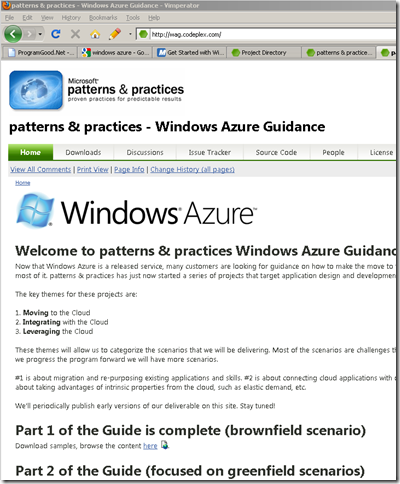 patterns & practices - Windows Azure Guidance - Vimperator
File Edit View History Bookmarks Tools Help
http://wag.codeplex.com/
ProgramGood.Net - ... windows azure - Go... Get Started with Wi... Project Directory patterns & practice... pa
Microsoft®
patterns & practices
proven practices for predictable results
patterns & practices - Windows Azure Guidance
Home Downloads Discussions Issue Tracker Source Code People License
View All Comments | Print View | Page Info | Change History (all pages)
Home
Windows® Azure™
Welcome to patterns & practices Windows Azure Guidanc
Now that Windows Azure is a released service, many customers are looking for guidance on how to make the move to
most of it. patterns & practices has just now started a series of projects that target application design and developmen
The key themes for these projects are:
1. Moving to the Cloud
2. Integrating with the Cloud
3. Leveraging the Cloud
These themes will allow us to categorize the scenarios that we will be delivering. Most of the scenarios are challenges th
we progress the program forward we will have more scenarios.
#1 is about migration and re-purposing existing applications and skills. #2 is about connecting cloud applications with
about taking advantages of intrinsic properties from the cloud, such as elastic demand, etc.
We'll periodically publish early versions of our deliverable on this site. Stay tuned!
Part 1 of the Guide is complete (brownfield scenario)
Download samples, browse the content here
Part 2 of the Guide (focused on greenfield scenarios)